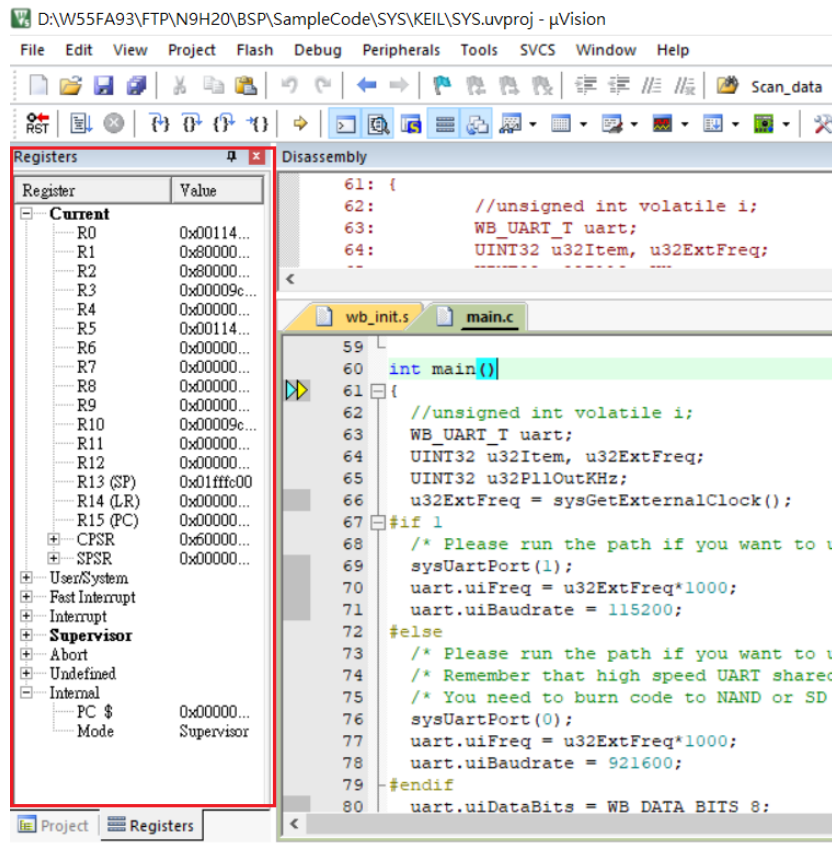 D:\W55FA93\FTP\N9H20\BSP\SampleCode\SYS\KEIL\SYS.uvproj - µVision
File Edit View Project Flash Debug Peripherals Tools SVCS Window Help
Scan_data
RST
Registers
Register Value
Current
R0 0x00114...
R1 0x80000...
R2 0x80000...
R3 0x00009c...
R4 0x00000...
R5 0x00114...
R6 0x00000...
R7 0x00000...
R8 0x00000...
R9 0x00000...
R10 0x00009c...
R11 0x00000...
R12 0x00000...
R13 (SP) 0x01fffc00
R14 (LR) 0x00000...
R15 (PC) 0x00000...
CPSR 0x60000...
SPSR 0x00000...
User/System
Fast Interrupt
Interrupt
Supervisor
Abort
Undefined
Internal
PC $ 0x00000...
Mode Supervisor
Project Registers
Disassembly
61: {
62: //unsigned int volatile i;
63: WB_UART_T uart;
64: UINT32 u32Item, u32ExtFreq;
wb_init.s main.c
59
60 int main()
61 {
62 //unsigned int volatile i;
63 WB_UART_T uart;
64 UINT32 u32Item, u32ExtFreq;
65 UINT32 u32PllOutKHz;
66 u32ExtFreq = sysGetExternalClock();
67 #if 1
68 /* Please run the path if you want to u
69 sysUartPort(1);
70 uart.uiFreq = u32ExtFreq*1000;
71 uart.uiBaudrate = 115200;
72 #else
73 /* Please run the path if you want to u
74 /* Remember that high speed UART shared
75 /* You need to burn code to NAND or SD
76 sysUartPort(0);
77 uart.uiFreq = u32ExtFreq*1000;
78 uart.uiBaudrate = 921600;
79 #endif
80 uart.uiDataBits = WB_DATA_BITS_8;